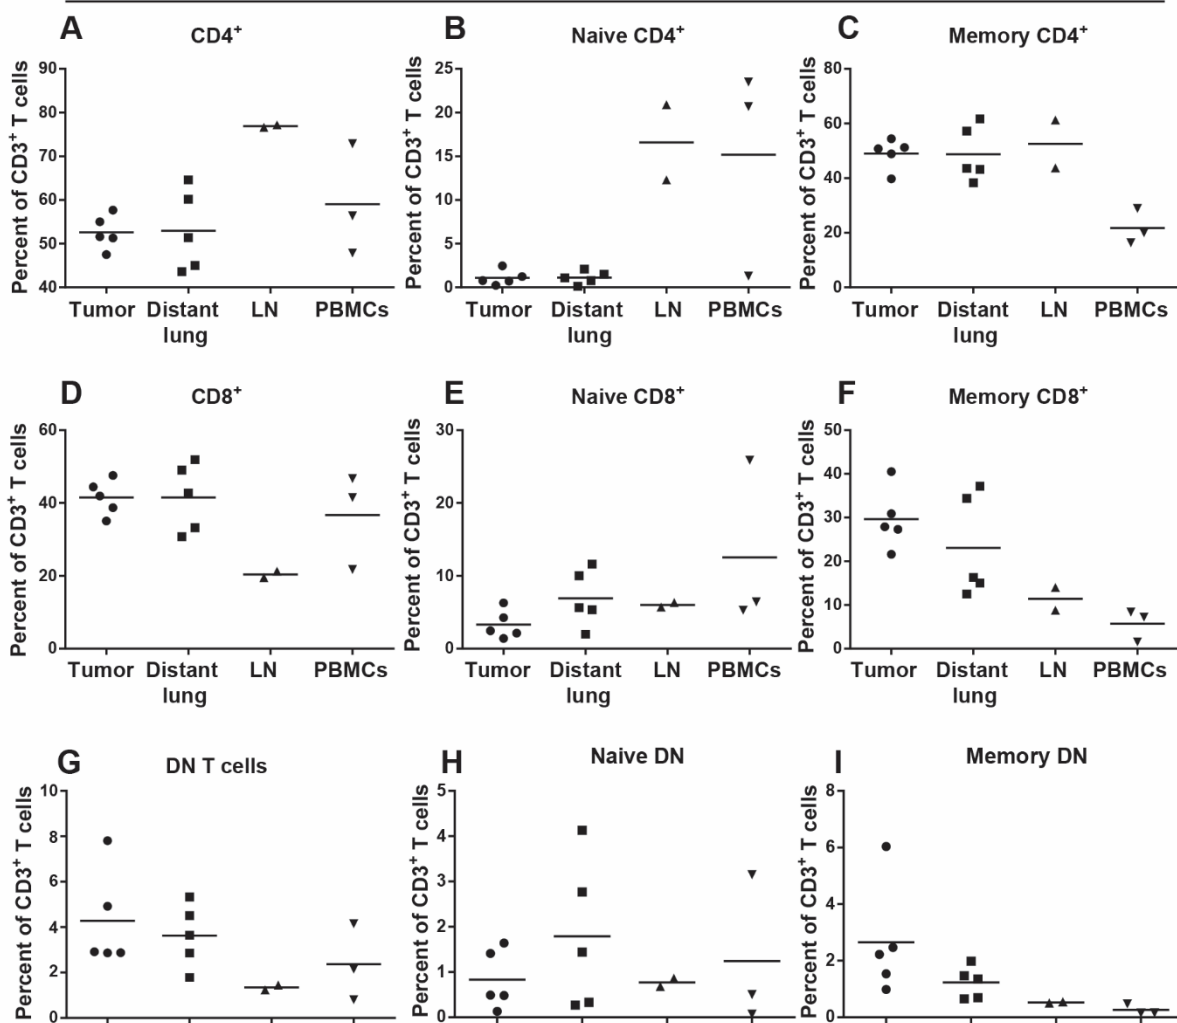 A CD4⁺
Percent of CD3⁺ T cells
90
80
70
60
50
40
Tumor Distant lung LN PBMCs
B Naive CD4⁺
Percent of CD3⁺ T cells
25
20
15
10
5
0
Tumor Distant lung LN PBMCs
C Memory CD4⁺
Percent of CD3⁺ T cells
80
60
40
20
0
Tumor Distant lung LN PBMCs
D CD8⁺
Percent of CD3⁺ T cells
60
40
20
0
Tumor Distant lung LN PBMCs
E Naive CD8⁺
Percent of CD3⁺ T cells
30
20
10
0
Tumor Distant lung LN PBMCs
F Memory CD8⁺
Percent of CD3⁺ T cells
50
40
30
20
10
0
Tumor Distant lung LN PBMCs
G DN T cells
Percent of CD3⁺ T cells
10
8
6
4
2
0
H Naive DN
Percent of CD3⁺ T cells
5
4
3
2
1
0
I Memory DN
Percent of CD3⁺ T cells
8
6
4
2
0